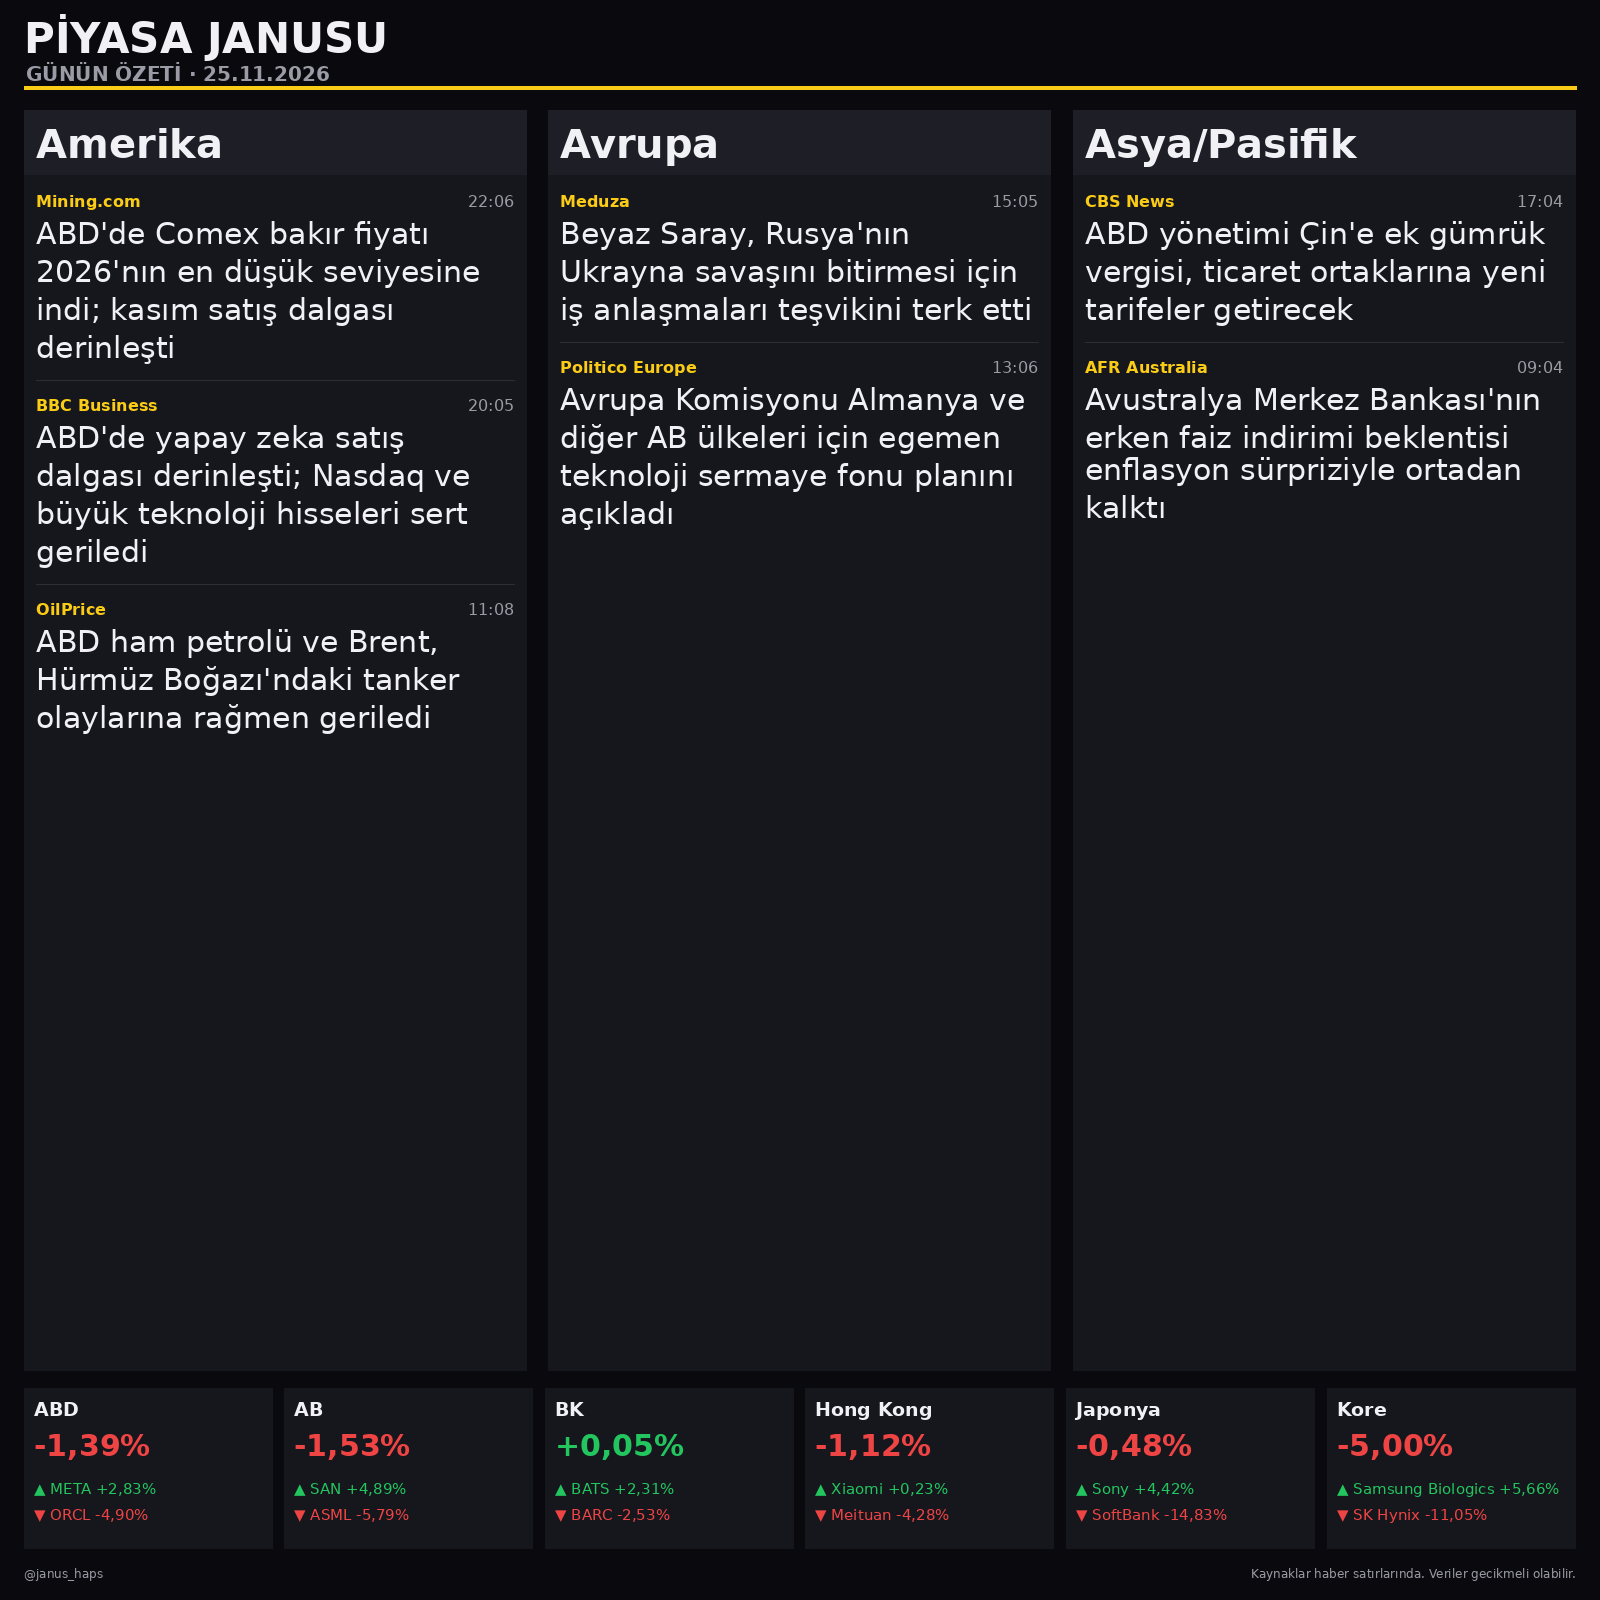 PİYASA JANUSU
GÜNÜN ÖZETİ · 25.11.2026
Amerika
Mining.com 22:06
ABD'de Comex bakır fiyatı
2026'nın en düşük seviyesine
indi; kasım satış dalgası
derinleşti
BBC Business 20:05
ABD'de yapay zeka satış
dalgası derinleşti; Nasdaq ve
büyük teknoloji hisseleri sert
geriledi
OilPrice 11:08
ABD ham petrolü ve Brent,
Hürmüz Boğazı'ndaki tanker
olaylarına rağmen geriledi
Avrupa
Meduza 15:05
Beyaz Saray, Rusya'nın
Ukrayna savaşını bitirmesi için
iş anlaşmaları teşvikini terk etti
Politico Europe 13:06
Avrupa Komisyonu Almanya ve
diğer AB ülkeleri için egemen
teknoloji sermaye fonu planını
açıkladı
Asya/Pasifik
CBS News 17:04
ABD yönetimi Çin'e ek gümrük
vergisi, ticaret ortaklarına yeni
tarifeler getirecek
AFR Australia 09:04
Avustralya Merkez Bankası'nın
erken faiz indirimi beklentisi
enflasyon sürpriziyle ortadan
kalktı
ABD
-1,39%
▲ META +2,83%
▼ ORCL -4,90%
AB
-1,53%
▲ SAN +4,89%
▼ ASML -5,79%
BK
+0,05%
▲ BATS +2,31%
▼ BARC -2,53%
Hong Kong
-1,12%
▲ Xiaomi +0,23%
▼ Meituan -4,28%
Japonya
-0,48%
▲ Sony +4,42%
▼ SoftBank -14,83%
Kore
-5,00%
▲ Samsung Biologics +5,66%
▼ SK Hynix -11,05%
@janus_haps
Kaynaklar haber satırlarında. Veriler gecikmeli olabilir.